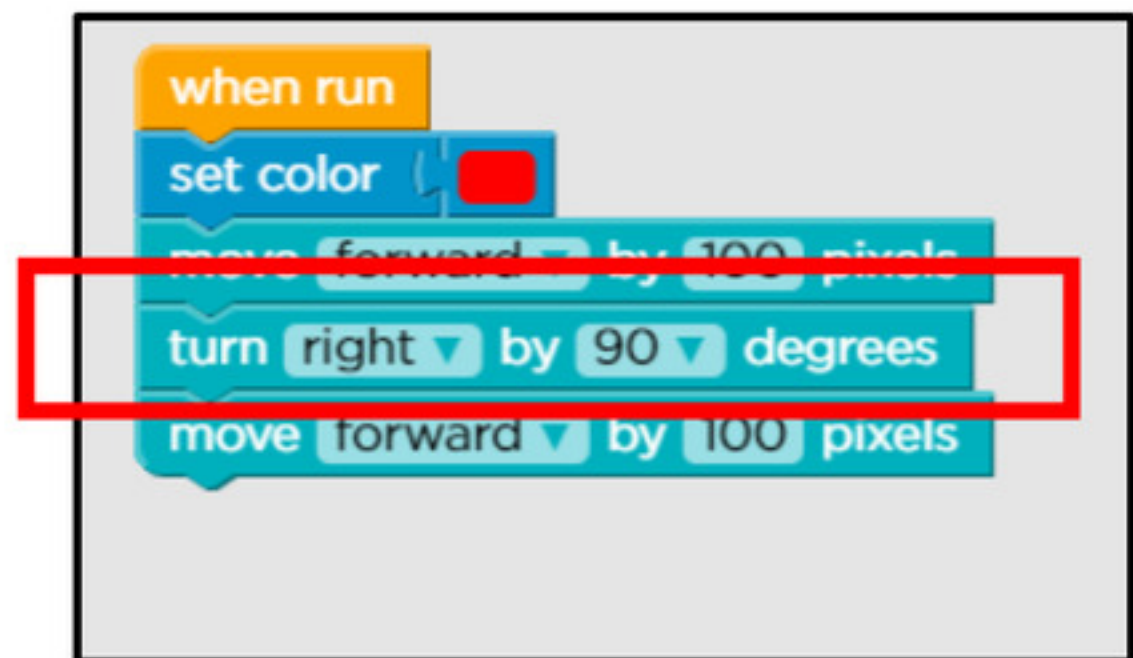 when run
set color
move forward by 100 pixels
turn right by 90 degrees
move forward by 100 pixels